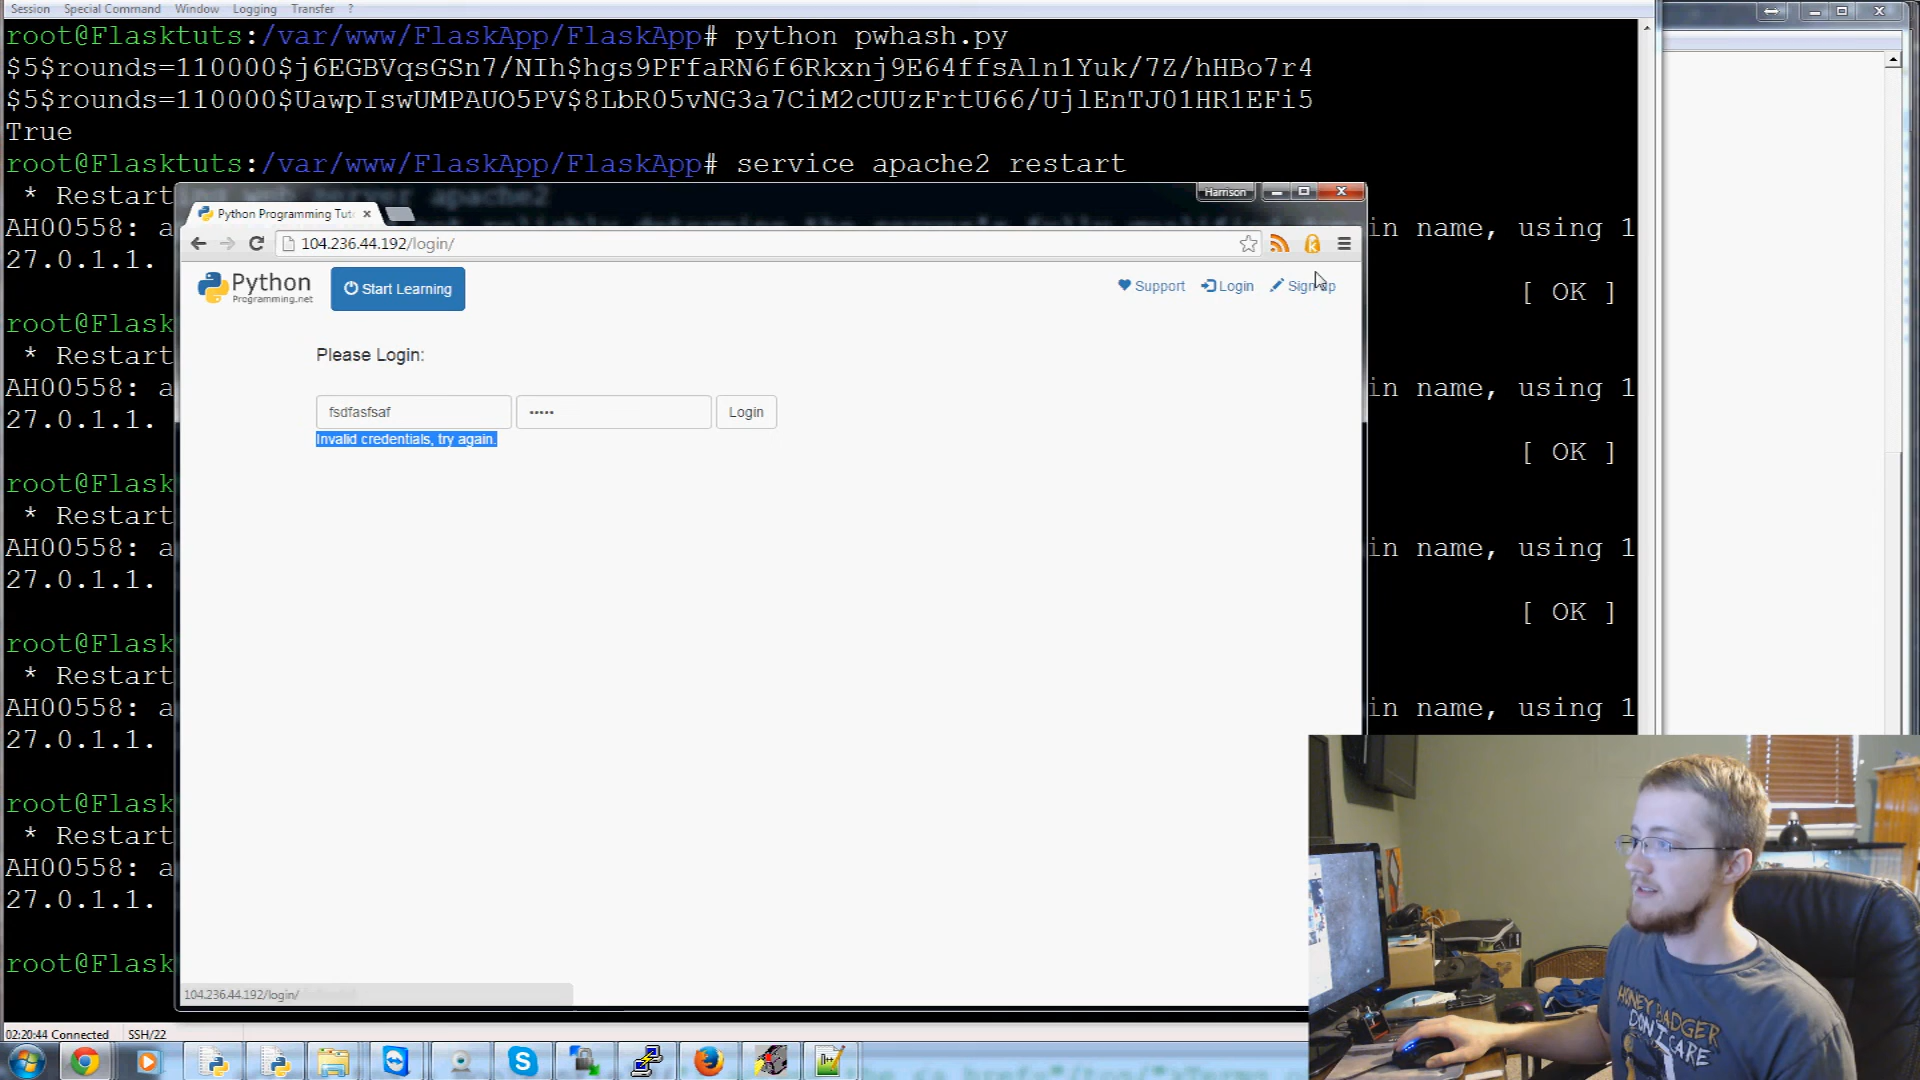 Session Special Command Window Logging Transfer ?
root@Flasktuts:/var/www/FlaskApp/FlaskApp# python pwhash.py
$5$rounds=110000$j6EGBVqsGSn7/NIh$hgs9PFfaRN6f6Rkxnj9E64ffsAln1Yuk/7Z/hHBo7r4
$5$rounds=110000$UawpIswUMPAUO5PV$8LbR05vNG3a7CiM2cUUzFrtU66/UjlEnTJ01HR1EFi5
True
root@Flasktuts:/var/www/FlaskApp/FlaskApp# service apache2 restart
* Restarting web server apache2
Harrison
Python Programming Tut
AH00558: a
in name, using 1
27.0.1.1.
104.236.44.192/login/
Python
Programming.net
Start Learning
Support
Login
Sign up
[ OK ]
root@Flask
* Restart
Please Login:
AH00558: a
in name, using 1
27.0.1.1.
fsdfasfsaf
•••••
Login
Invalid credentials, try again.
[ OK ]
root@Flask
* Restart
AH00558: a
in name, using 1
27.0.1.1.
[ OK ]
root@Flask
* Restart
AH00558: a
in name, using 1
27.0.1.1.
root@Flask
* Restart
AH00558: a
27.0.1.1.
root@Flask
104.236.44.192/login/
HONEY BADGER
DON'T
CARE
02:20:44 Connected SSH/22